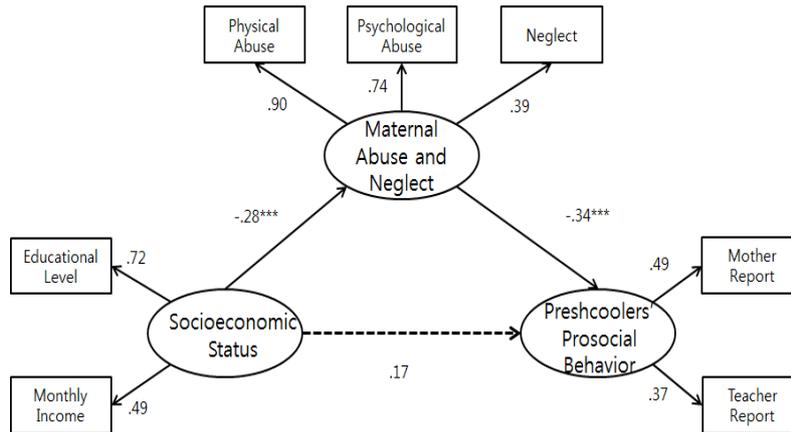 Physical
Abuse
Psychological
Abuse
Neglect
.90
.74
.39
Maternal
Abuse and
Neglect
-.28***
-.34***
Educational
Level
.72
Mother
Report
.49
Socioeconomic
Status
Preshcoolers'
Prosocial
Behavior
.17
Monthly
Income
.49
Teacher
Report
.37